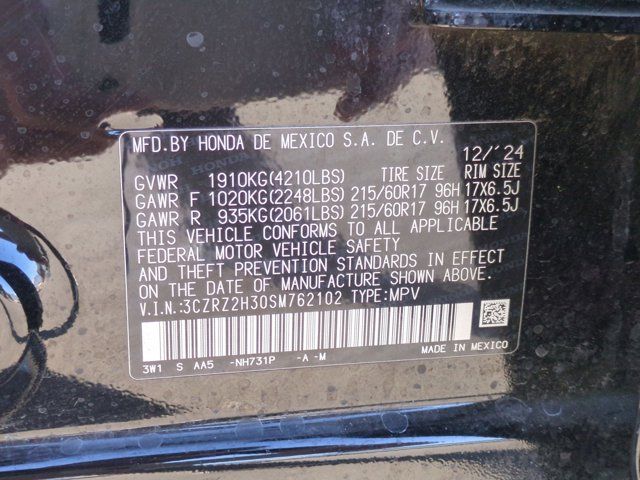 MFD.BY HONDA DE MEXICO S.A. DE C.V.
12/'24
GVWR 1910KG(4210LBS) TIRE SIZE RIM SIZE
GAWR F 1020KG(2248LBS) 215/60R17 96H 17X6.5J
GAWR R 935KG(2061LBS) 215/60R17 96H 17X6.5J
THIS VEHICLE CONFORMS TO ALL APPLICABLE
FEDERAL MOTOR VEHICLE SAFETY
AND THEFT PREVENTION STANDARDS IN EFFECT
ON THE DATE OF MANUFACTURE SHOWN ABOVE.
V.I.N.:3CZRZ2H30SM762102 TYPE:MPV
3W1 S AA5 -NH731P -A -M MADE IN MEXICO